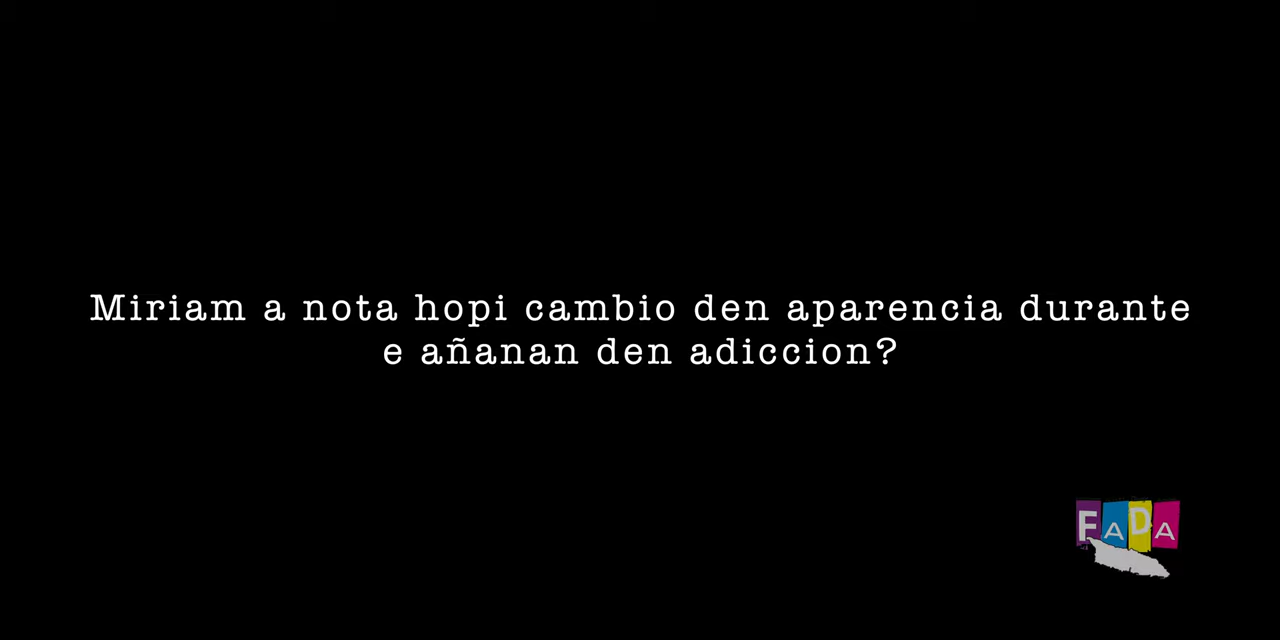 Miriam a nota hopi cambio den aparencia durante
e añanan den adiccion?
FADA